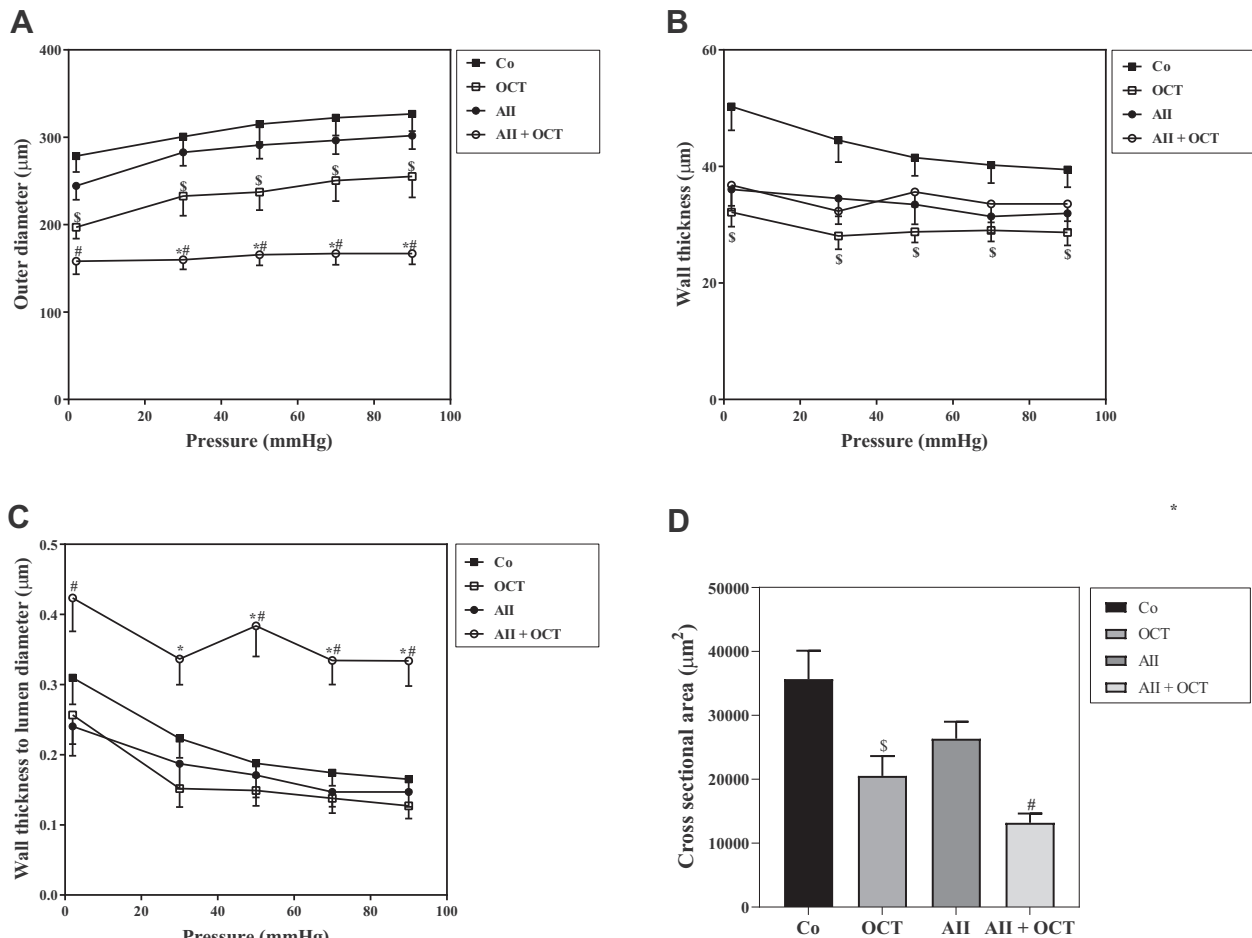 A
400
300
200
100
0
Outer diameter (μm)
$
$
$
$
$
#
*#
*#
*#
*#
0
20
40
60
80
100
Pressure (mmHg)
Co
OCT
AII
AII + OCT
B
60
40
20
0
Wall thickness (μm)
$
$
$
$
$
0
20
40
60
80
100
Pressure (mmHg)
Co
OCT
AII
AII + OCT
C
0.5
0.4
0.3
0.2
0.1
0.0
Wall thickness to lumen diameter (μm)
#
*
*#
*#
*#
0
20
40
60
80
100
Pressure (mmHg)
Co
OCT
AII
AII + OCT
D
*
50000
40000
30000
20000
10000
0
Cross sectional area (μm²)
$
#
Co
OCT
AII
AII + OCT
Co
OCT
AII
AII + OCT